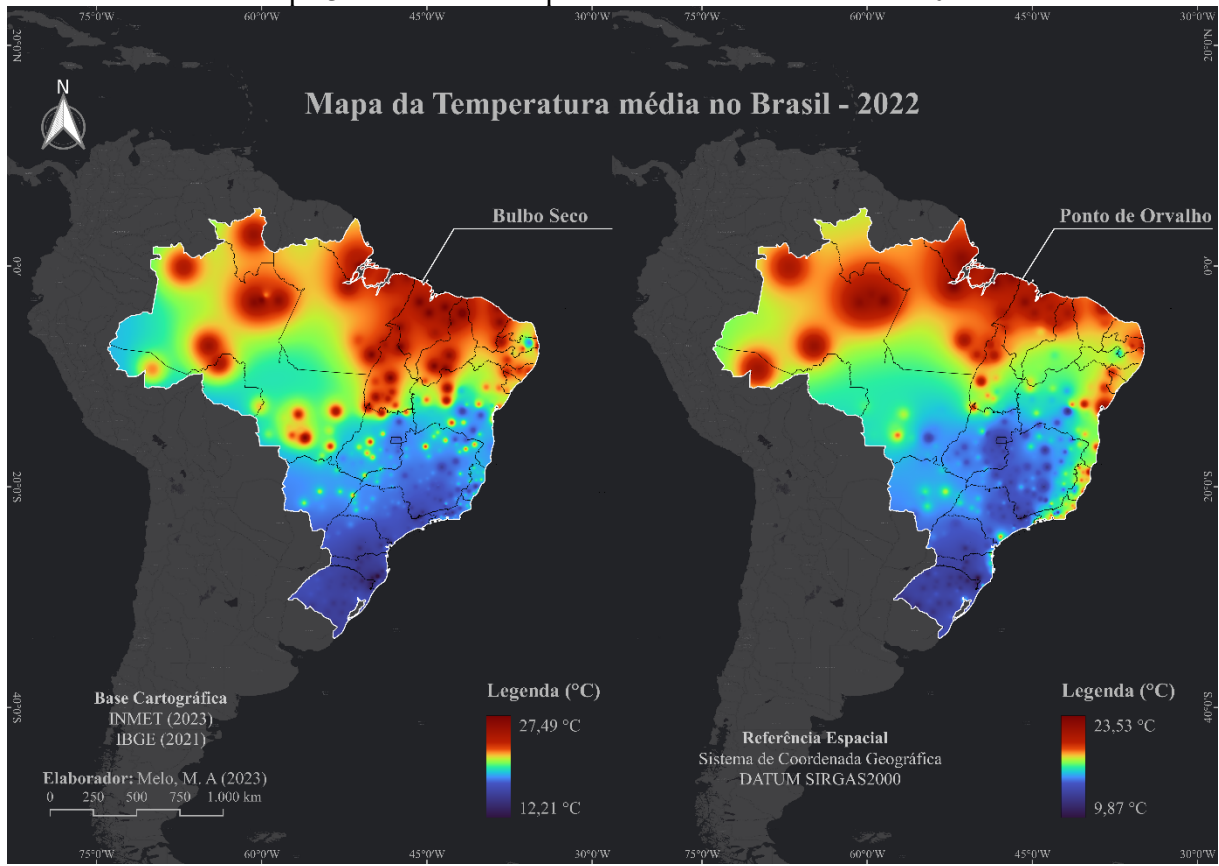 75°0'W 60°0'W 45°0'W 30°0'W 75°0'W 60°0'W 45°0'W 30°0'W
20°0'N 20°0'N
N
Mapa da Temperatura média no Brasil - 2022
Bulbo Seco
Ponto de Orvalho
0°0' 0°0'
20°0'S 20°0'S
40°0'S 40°0'S
Base Cartográfica
INMET (2023)
IBGE (2021)
Elaborador: Melo, M. A (2023)
0 250 500 750 1.000 km
Legenda (°C)
27,49 °C
12,21 °C
Referência Espacial
Sistema de Coordenada Geográfica
DATUM SIRGAS2000
Legenda (°C)
23,53 °C
9,87 °C
75°0'W 60°0'W 45°0'W 30°0'W 75°0'W 60°0'W 45°0'W 30°0'W